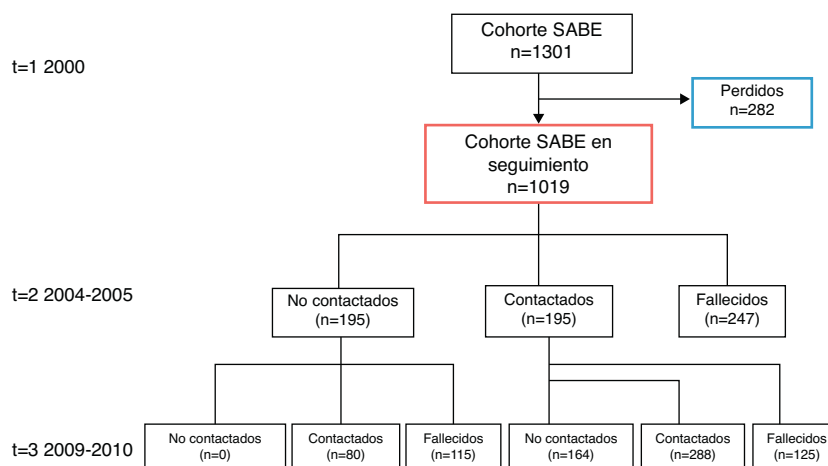 Cohorte SABE
n=1301
t=1 2000
Perdidos
n=282
Cohorte SABE en
seguimiento
n=1019
t=2 2004-2005
No contactados
(n=195)
Contactados
(n=195)
Fallecidos
(n=247)
t=3 2009-2010
No contactados
(n=0)
Contactados
(n=80)
Fallecidos
(n=115)
No contactados
(n=164)
Contactados
(n=288)
Fallecidos
(n=125)